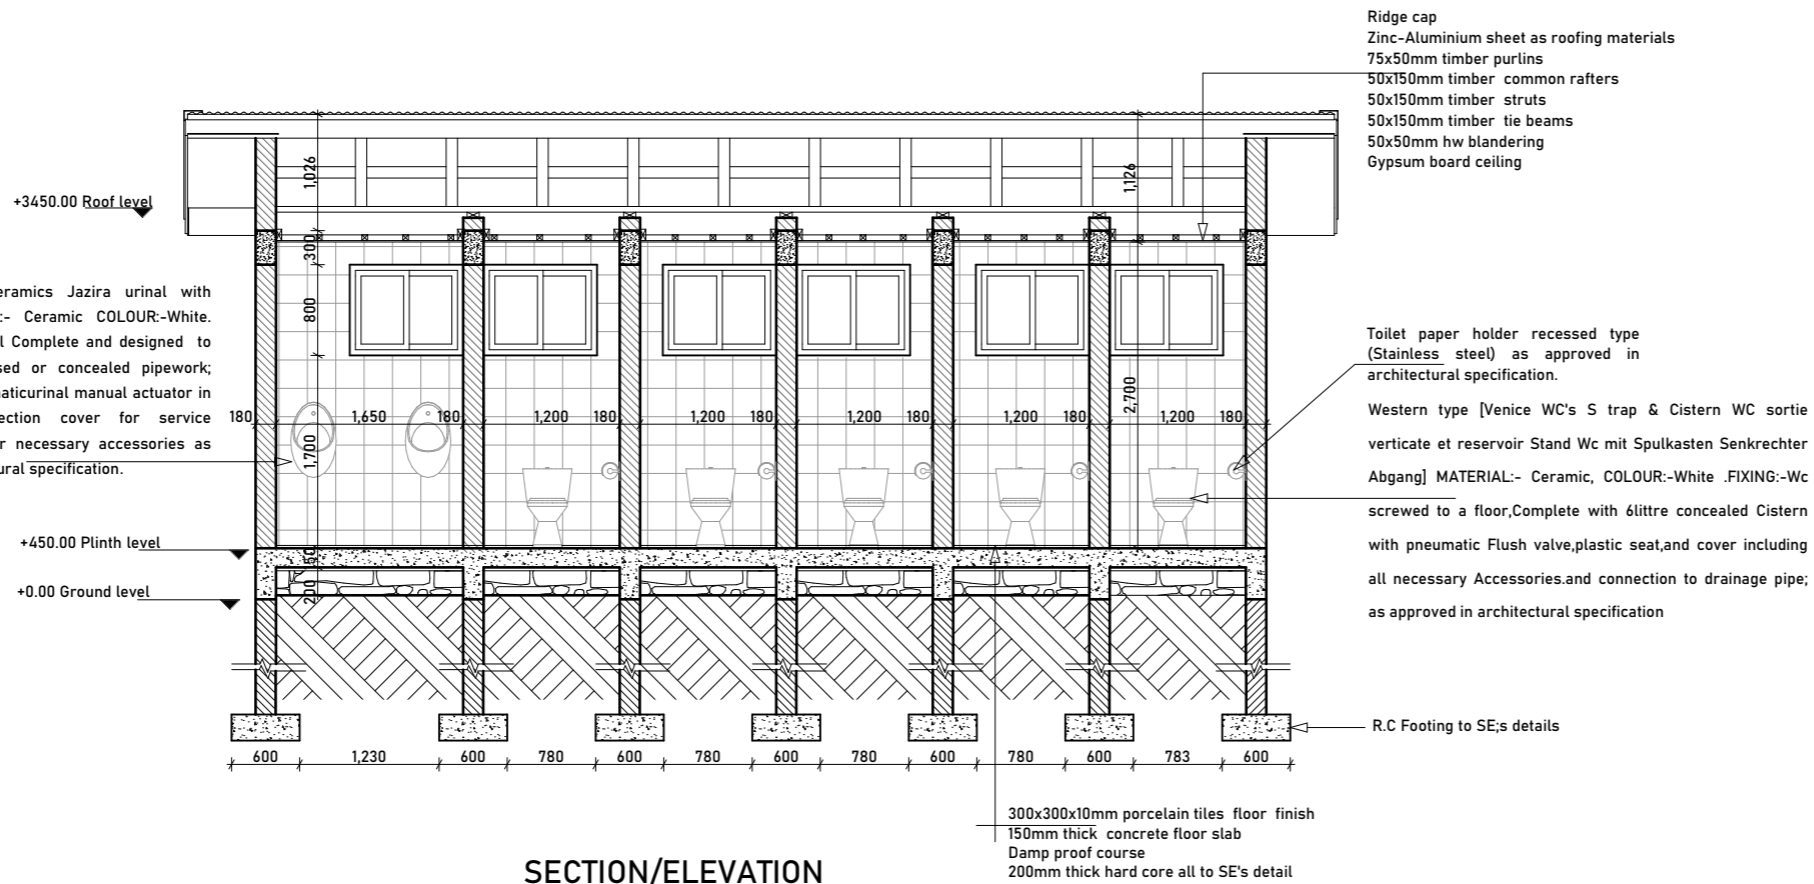 Ridge cap
Zinc-Aluminium sheet as roofing materials
75x50mm timber purlins
50x150mm timber common rafters
50x150mm timber struts
50x150mm timber tie beams
50x50mm hw blandering
Gypsum board ceiling
1,026
1,126
+3450.00 Roof level
300
eramics Jazira urinal with
:- Ceramic COLOUR:-White.
l Complete and designed to
sed or concealed pipework;
naticurinal manual actuator in
ection cover for service
r necessary accessories as
ural specification.
800
Toilet paper holder recessed type
(Stainless steel) as approved in
architectural specification.
2,700
180 1,650 180 1,200 180 1,200 180 1,200 180 1,200 180 1,200 180
1,700
Western type [Venice WC's S trap & Cistern WC sortie
verticate et reservoir Stand Wc mit Spulkasten Senkrechter
Abgang] MATERIAL:- Ceramic, COLOUR:-White .FIXING:-Wc
screwed to a floor,Complete with 6littre concealed Cistern
with pneumatic Flush valve,plastic seat,and cover including
all necessary Accessories.and connection to drainage pipe;
as approved in architectural specification
+450.00 Plinth level
200
+0.00 Ground level
R.C Footing to SE;s details
600 1,230 600 780 600 780 600 780 600 780 600 783 600
300x300x10mm porcelain tiles floor finish
150mm thick concrete floor slab
Damp proof course
200mm thick hard core all to SE's detail
SECTION/ELEVATION